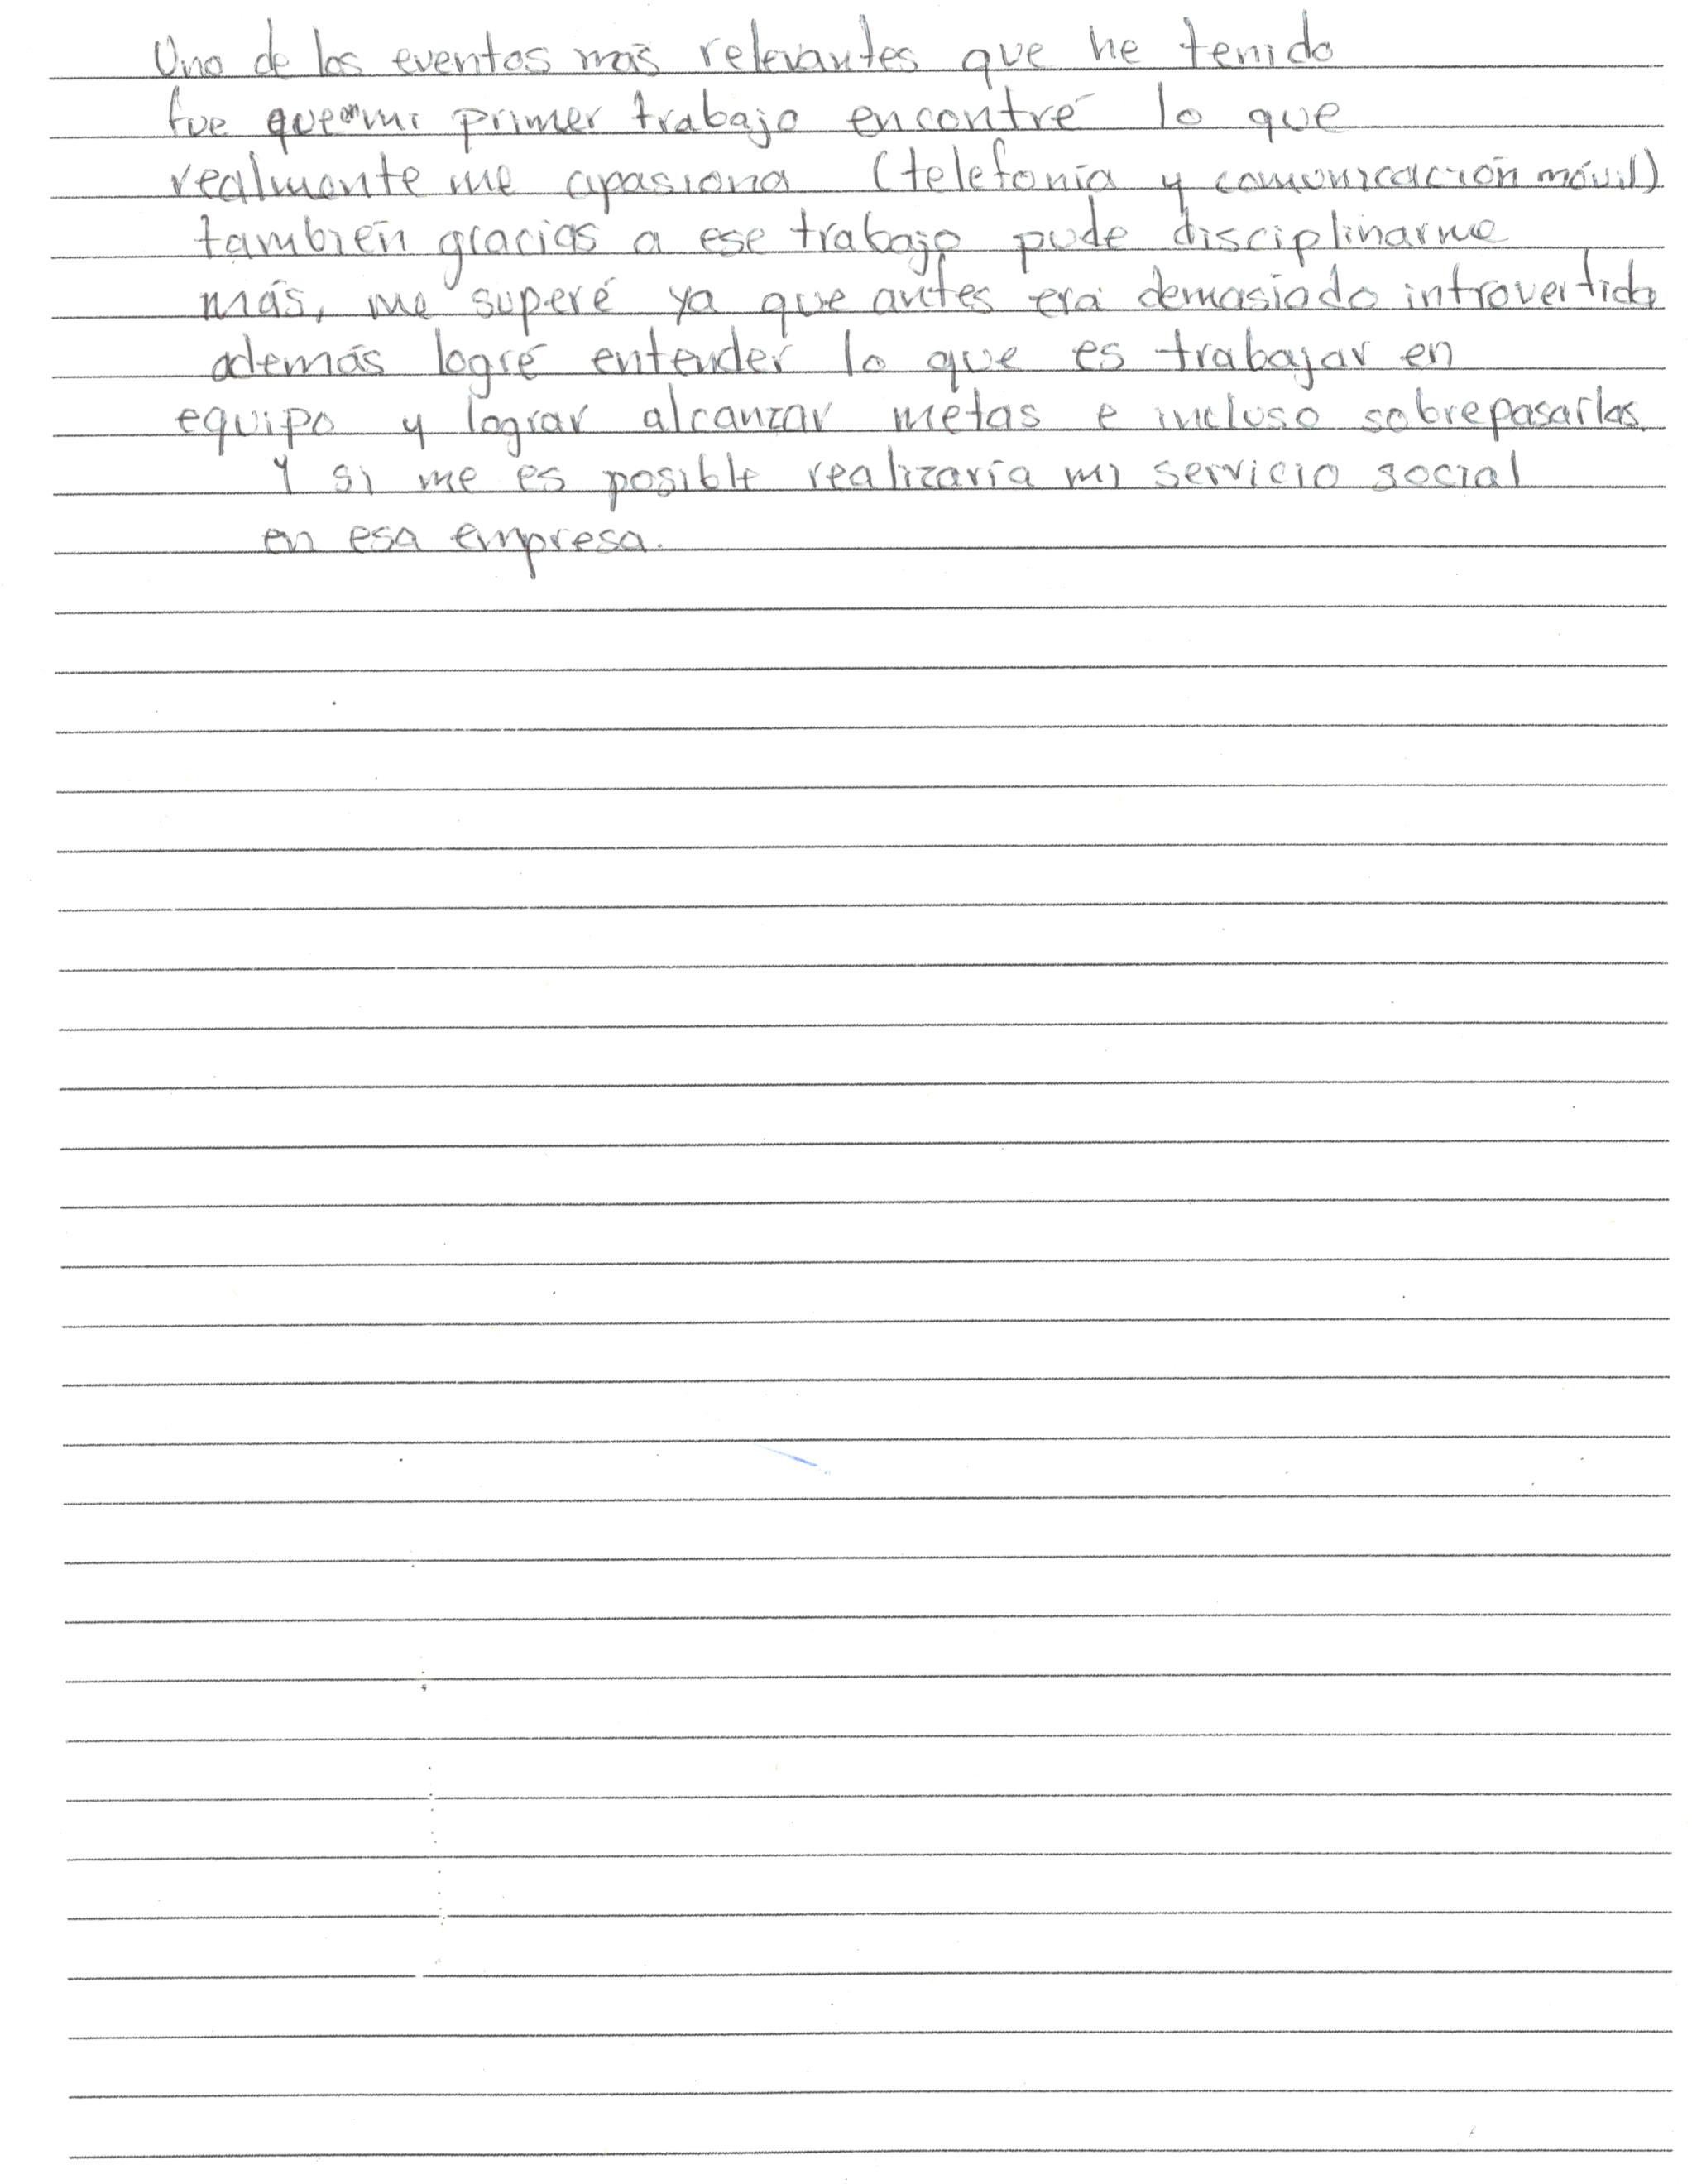 Uno de los eventos más relevantes que he tenido
fue que en mi primer trabajo encontré lo que
realmente me apasiona (telefonía y comunicación móvil)
también gracias a ese trabajo pude disciplinarme
más, me superé ya que antes era demasiado introvertido
además logré entender lo que es trabajar en
equipo y lograr alcanzar metas e incluso sobrepasarlas.
Y si me es posible realizaría mi servicio social
en esa empresa.